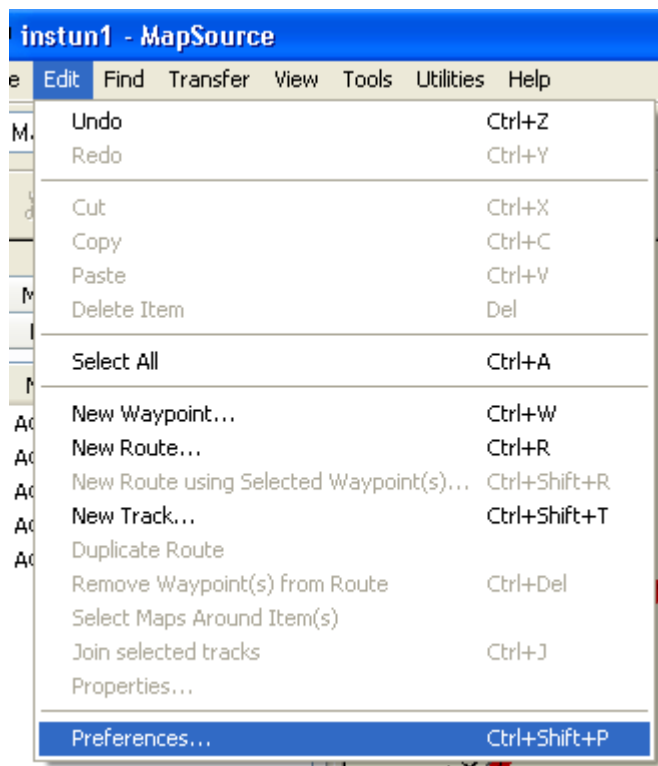 instun1 - MapSource
e Edit Find Transfer View Tools Utilities Help
Undo Ctrl+Z
Redo Ctrl+Y
Cut Ctrl+X
Copy Ctrl+C
Paste Ctrl+V
Delete Item Del
Select All Ctrl+A
New Waypoint... Ctrl+W
New Route... Ctrl+R
New Route using Selected Waypoint(s)... Ctrl+Shift+R
New Track... Ctrl+Shift+T
Duplicate Route
Remove Waypoint(s) from Route Ctrl+Del
Select Maps Around Item(s)
Join selected tracks Ctrl+J
Properties...
Preferences... Ctrl+Shift+P